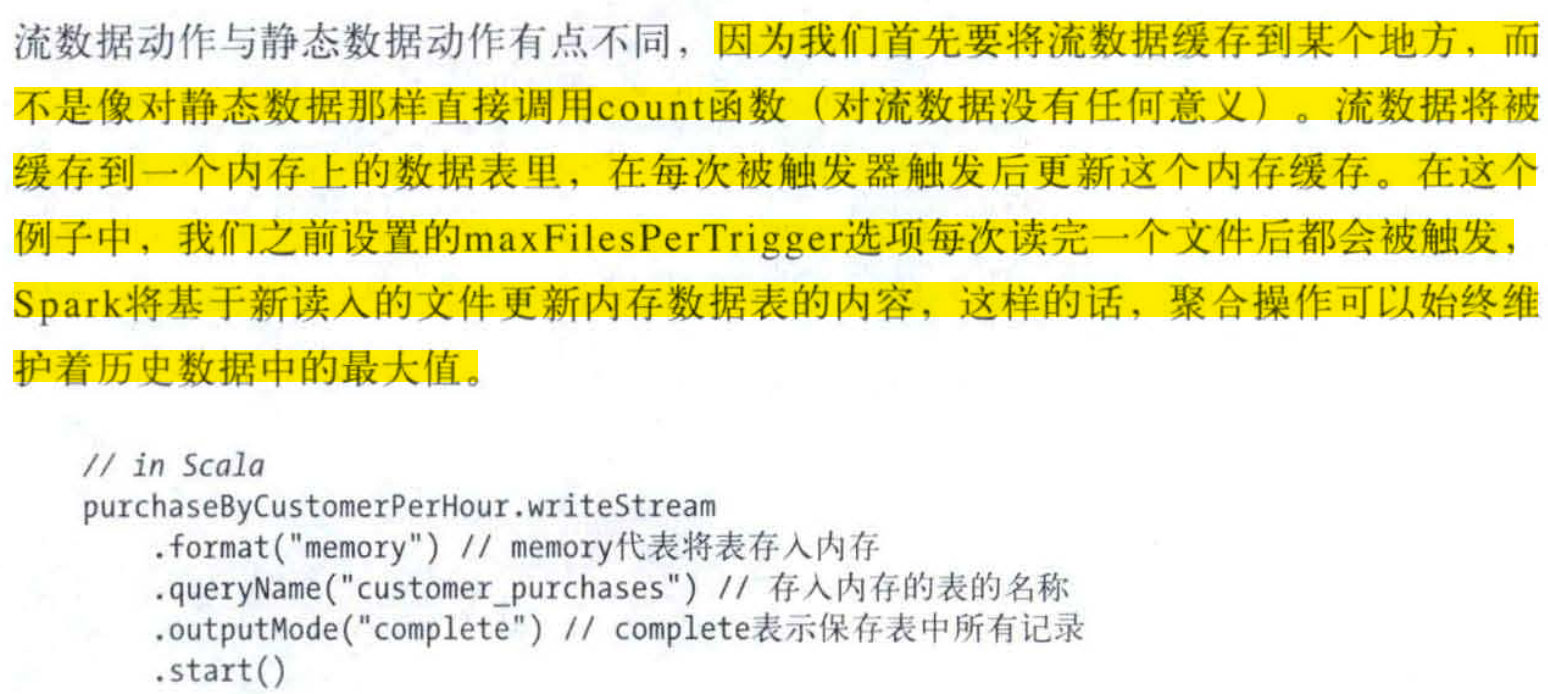 流数据动作与静态数据动作有点不同，因为我们首先要将流数据缓存到某个地方，而
不是像对静态数据那样直接调用count函数（对流数据没有任何意义）。流数据将被
缓存到一个内存上的数据表里，在每次被触发器触发后更新这个内存缓存。在这个
例子中，我们之前设置的maxFilesPerTrigger选项每次读完一个文件后都会被触发，
Spark将基于新读入的文件更新内存数据表的内容，这样的话，聚合操作可以始终维
护着历史数据中的最大值。
// in Scala
purchaseByCustomerPerHour.writeStream
.format("memory") // memory代表将表存入内存
.queryName("customer_purchases") // 存入内存的表的名称
.outputMode("complete") // complete表示保存表中所有记录
.start()